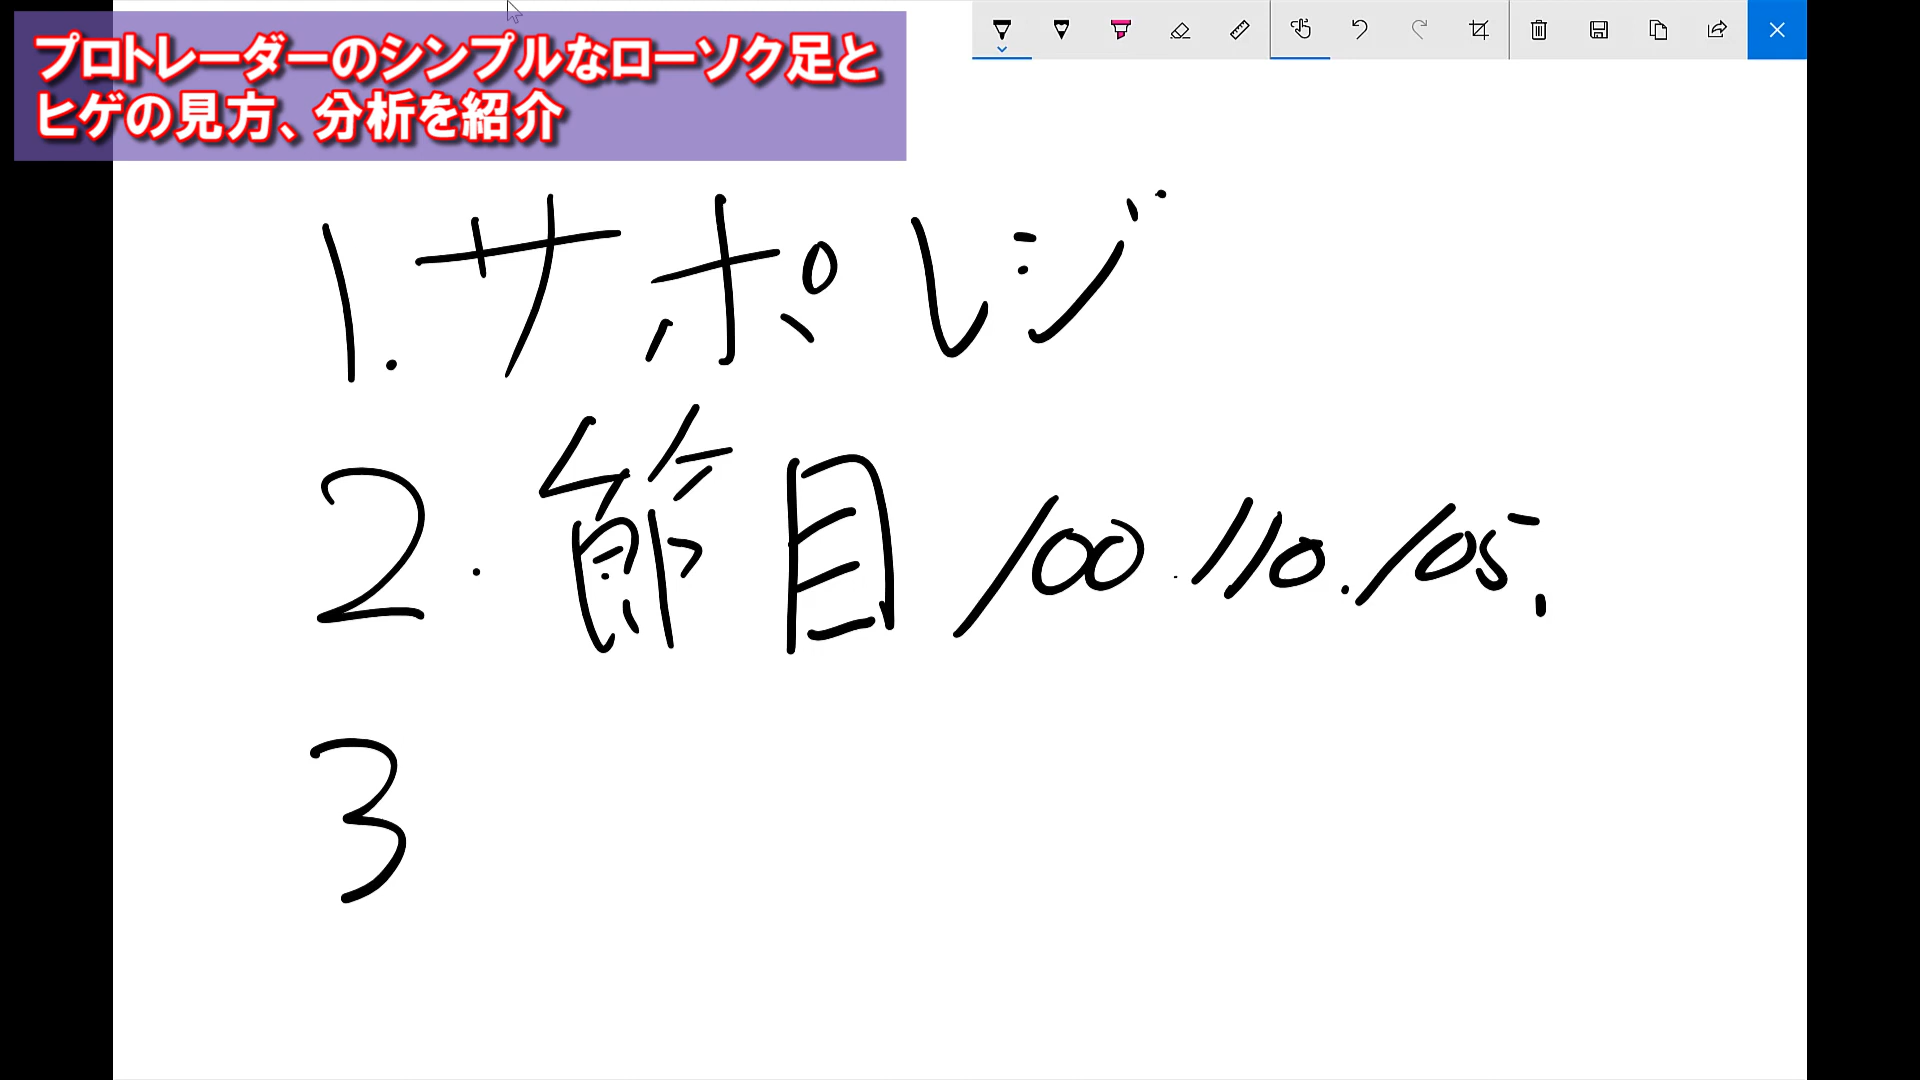 プロトレーダーのシンプルなローソク足と
ヒゲの見方、分析を紹介
1.サポレジ
2.節目 100.110.105.
3